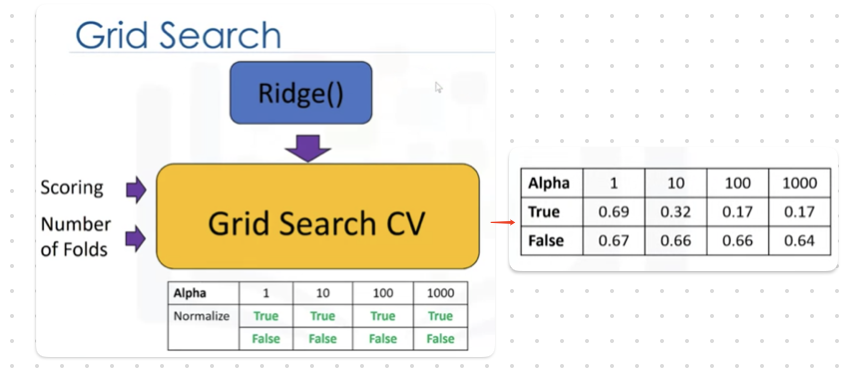 Grid Search
Ridge()
Scoring
Number
of Folds
Grid Search CV
Alpha 1 10 100 1000
Normalize True True True True
False False False False
Alpha 1 10 100 1000
True 0.69 0.32 0.17 0.17
False 0.67 0.66 0.66 0.64